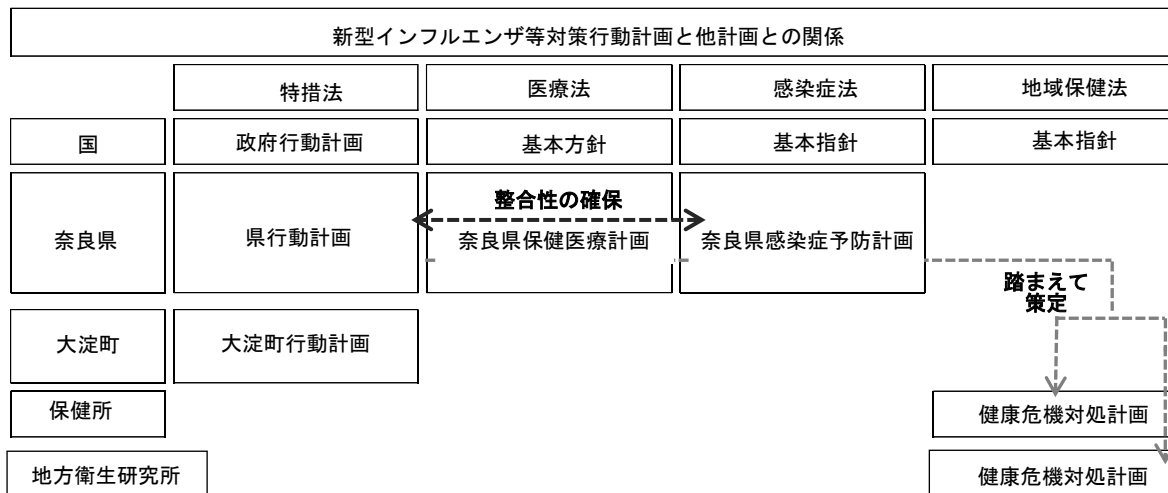 新型インフルエンザ等対策行動計画と他計画との関係
特措法
医療法
感染症法
地域保健法
国
政府行動計画
基本方針
基本指針
基本指針
奈良県
県行動計画
整合性の確保
奈良県保健医療計画
奈良県感染症予防計画
踏まえて
策定
大淀町
大淀町行動計画
保健所
健康危機対処計画
地方衛生研究所
健康危機対処計画